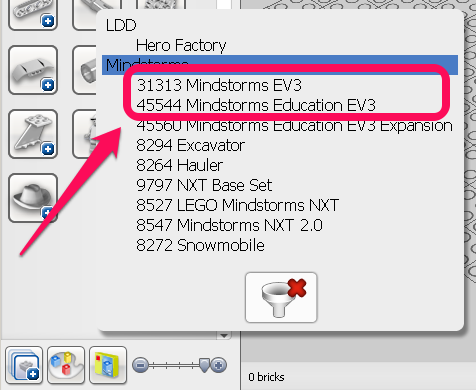 LDD
Hero Factory
Mindstorms
31313 Mindstorms EV3
45544 Mindstorms Education EV3
45560 Mindstorms Education EV3 Expansion
8294 Excavator
8264 Hauler
9797 NXT Base Set
8527 LEGO Mindstorms NXT
8547 Mindstorms NXT 2.0
8272 Snowmobile
0 bricks